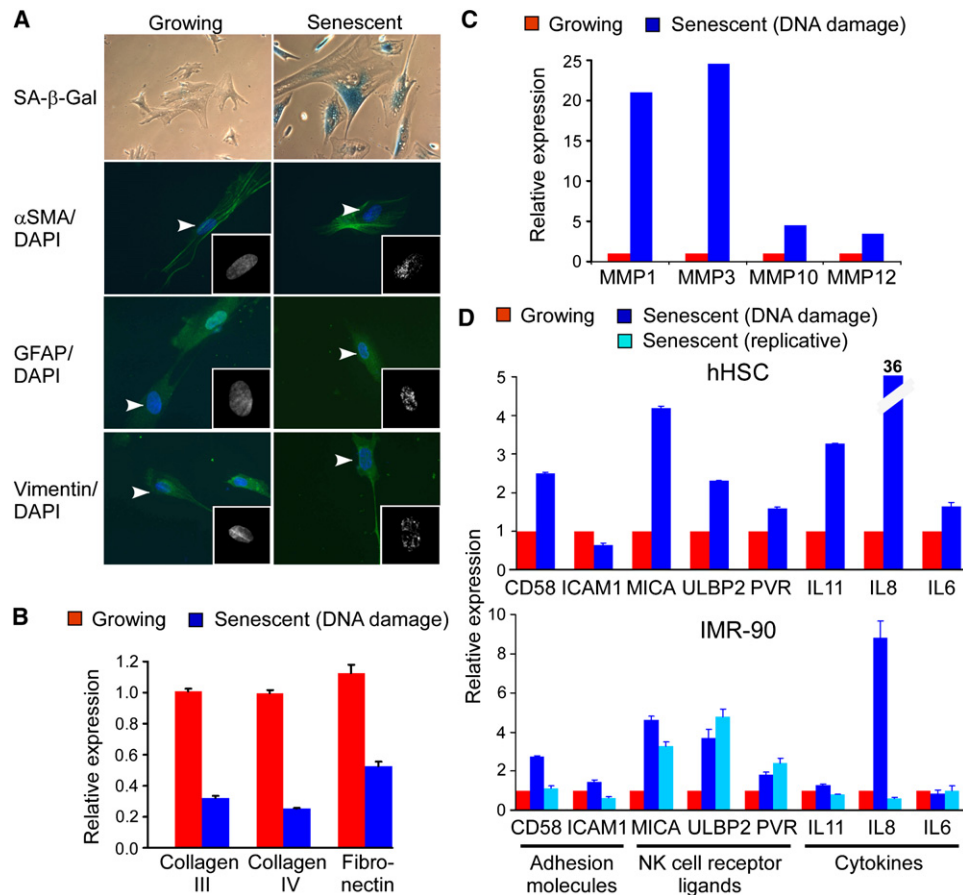 A
Growing
Senescent
SA-β-Gal
αSMA/
DAPI
GFAP/
DAPI
Vimentin/
DAPI
B
Growing
Senescent (DNA damage)
Relative expression
1.2
1.0
0.8
0.6
0.4
0.2
0.0
Collagen
III
Collagen
IV
Fibro-
nectin
C
Growing
Senescent (DNA damage)
Relative expression
25
20
15
10
5
0
MMP1
MMP3
MMP10
MMP12
D
Growing
Senescent (DNA damage)
Senescent (replicative)
hHSC
36
Relative expression
5
4
3
2
1
0
CD58
ICAM1
MICA
ULBP2
PVR
IL11
IL8
IL6
IMR-90
10
8
6
4
2
0
CD58
ICAM1
MICA
ULBP2
PVR
IL11
IL8
IL6
Adhesion
molecules
NK cell receptor
ligands
Cytokines